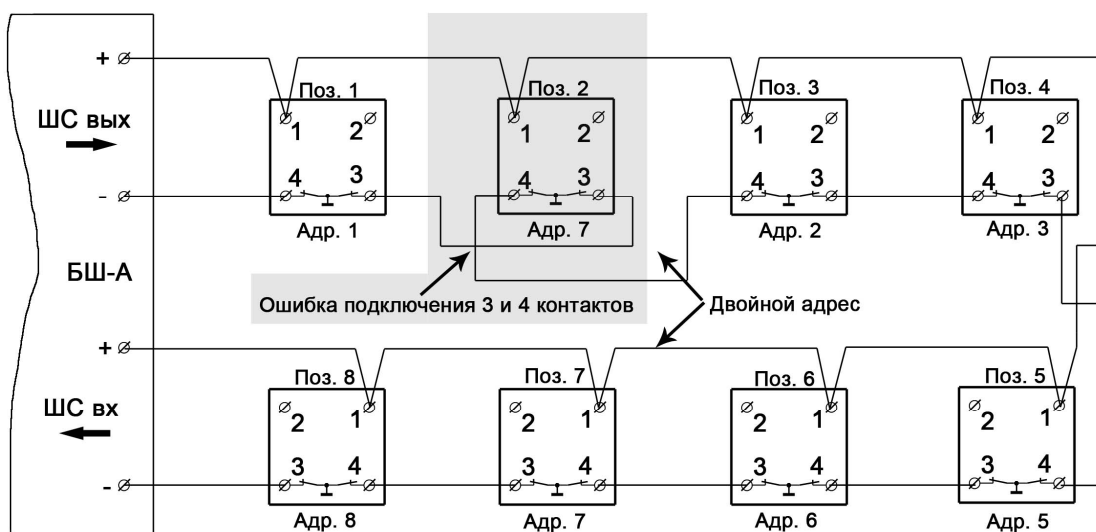 Поз. 1
Поз. 2
Поз. 3
Поз. 4
+
ШС вых
-
1 2
4 3
1 2
4 3
1 2
4 3
1 2
4 3
Адр. 1
Адр. 7
Адр. 2
Адр. 3
БШ-А
Ошибка подключения 3 и 4 контактов
Двойной адрес
+
ШС вх
-
Поз. 8
Поз. 7
Поз. 6
Поз. 5
2 1
3 4
2 1
3 4
2 1
3 4
2 1
3 4
Адр. 8
Адр. 7
Адр. 6
Адр. 5